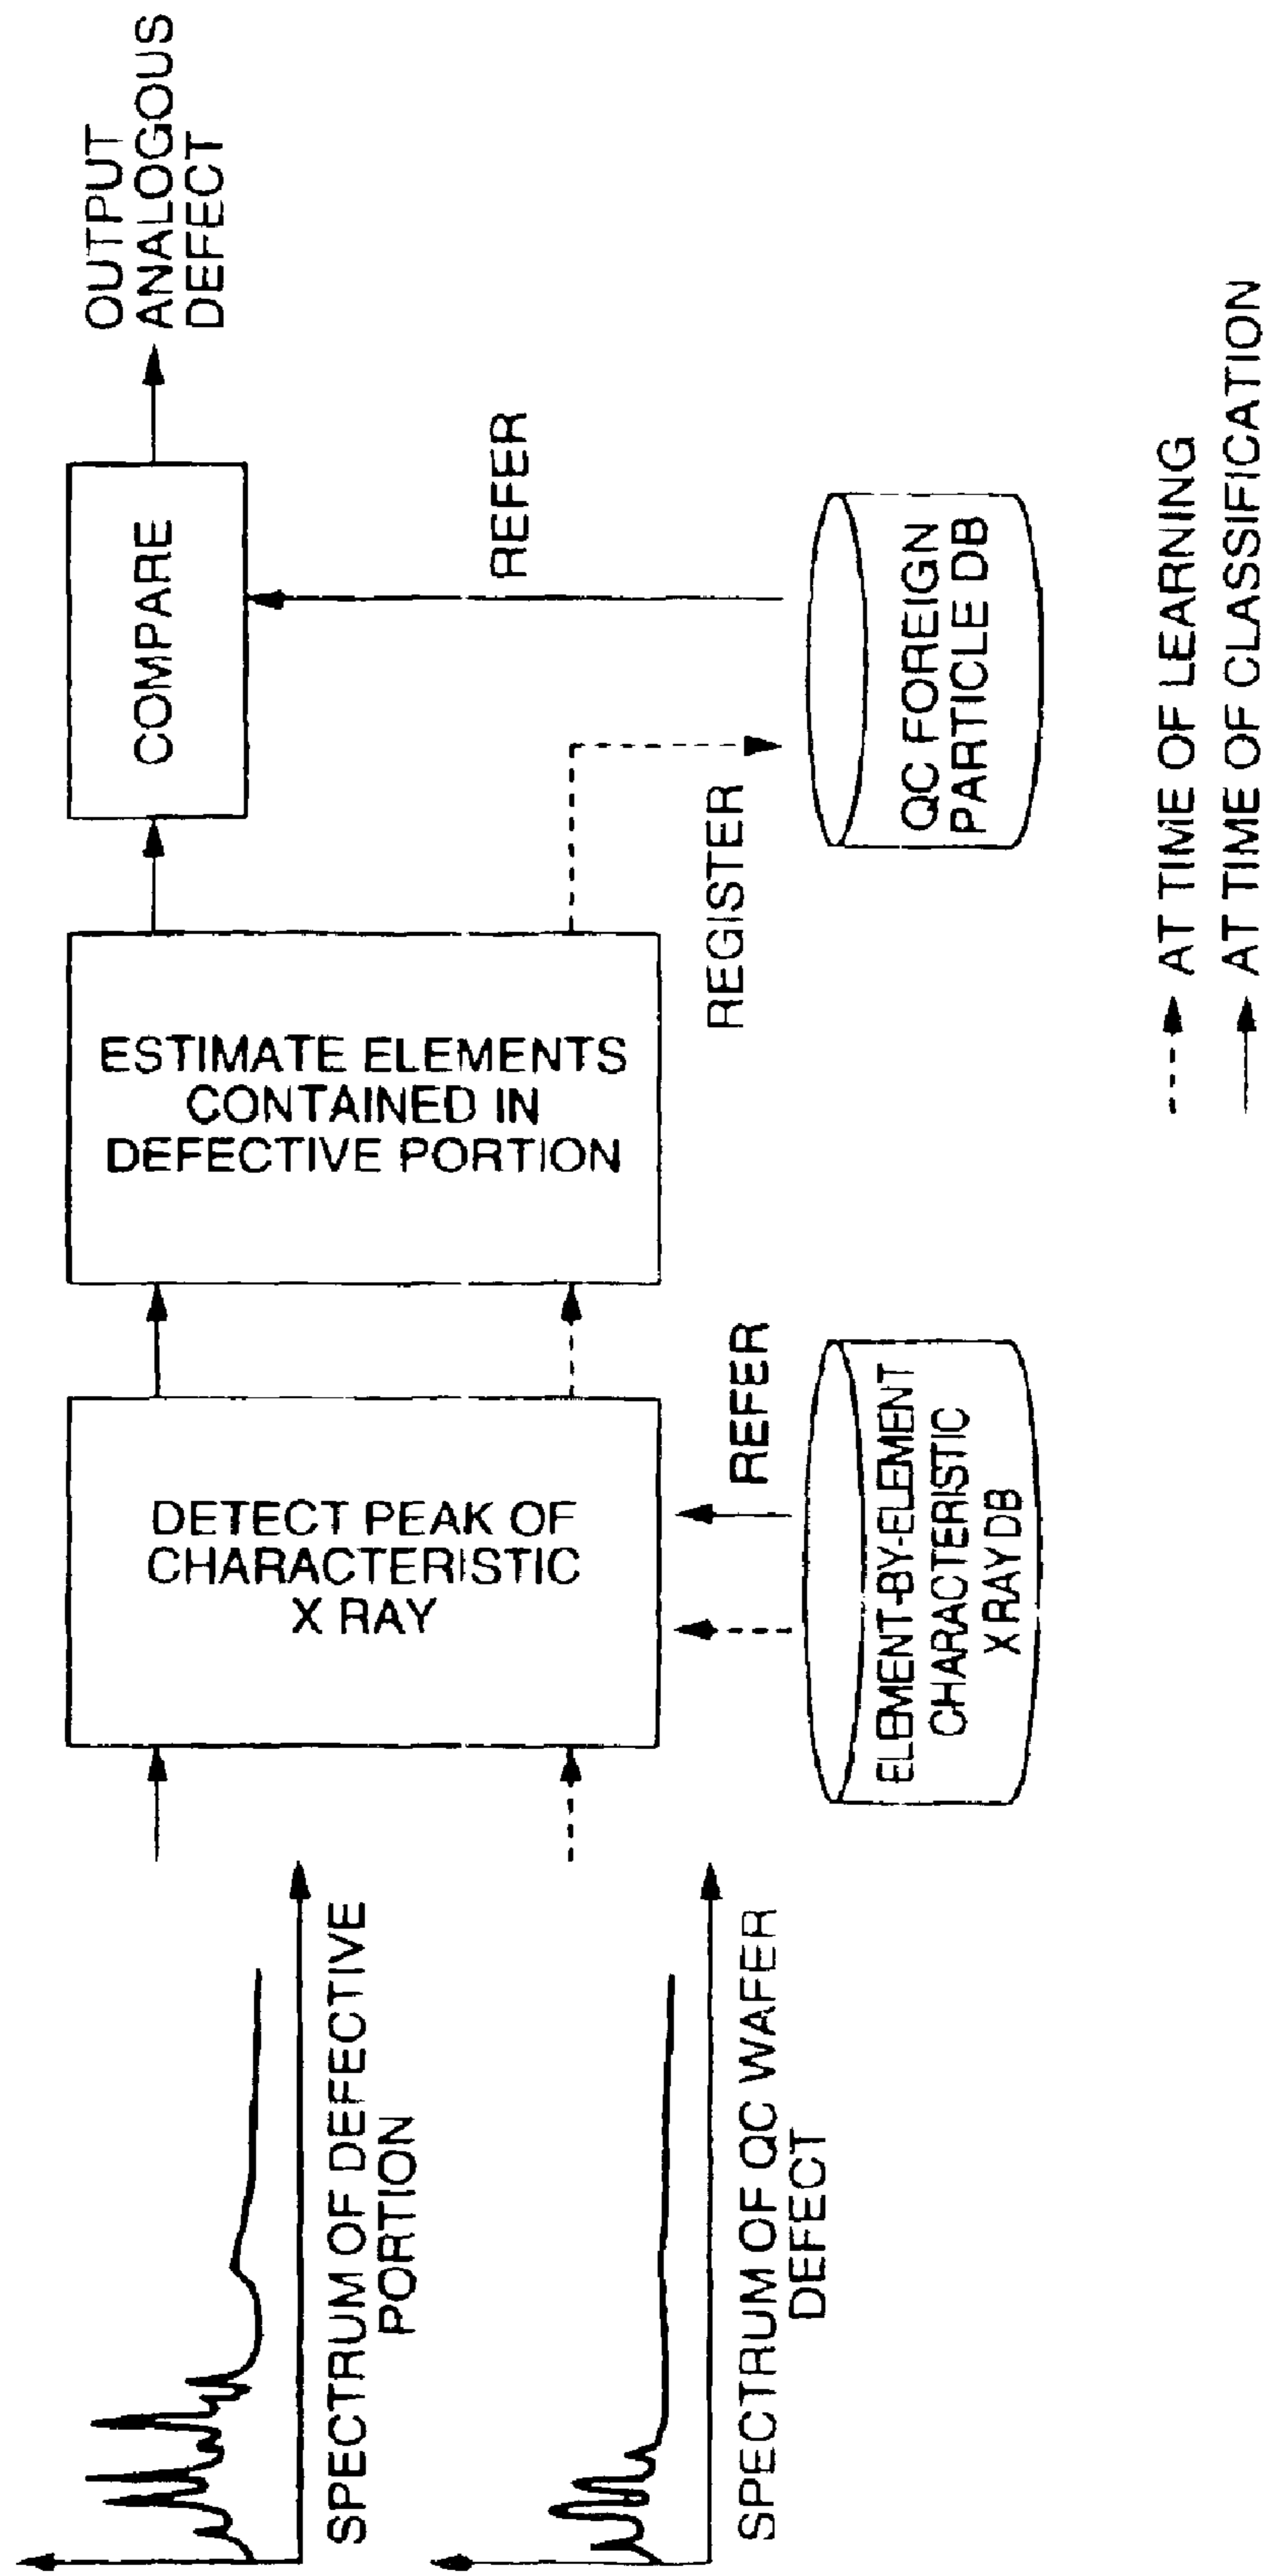 SPECTRUM OF DEFECTIVE
PORTION
SPECTRUM OF QC WAFER
DEFECT
DETECT PEAK OF
CHARACTERISTIC
X RAY
REFER
ELEMENT-BY-ELEMENT
CHARACTERISTIC
X RAY DB
ESTIMATE ELEMENTS
CONTAINED IN
DEFECTIVE PORTION
REGISTER
COMPARE
REFER
QC FOREIGN
PARTICLE DB
OUTPUT
ANALOGOUS
DEFECT
AT TIME OF LEARNING
AT TIME OF CLASSIFICATION